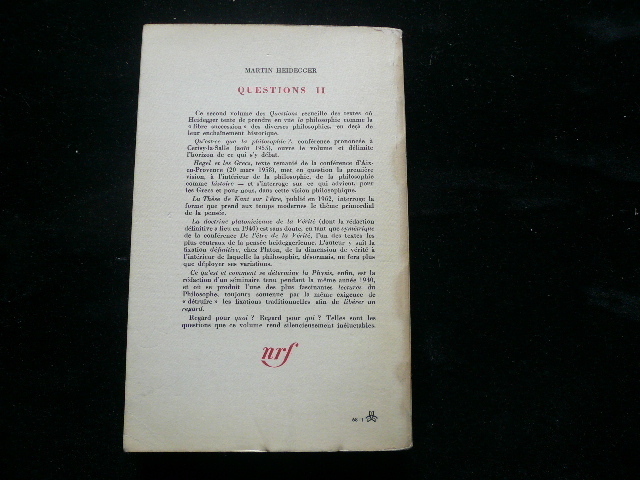 MARTIN HEIDEGGER
QUESTIONS II
Ce second volume des Questions recueille des textes où
Heidegger tente de prendre en vue la philosophie comme la
« libre succession » des diverses philosophies, en deçà de
leur enchaînement historique.
Qu'est-ce que la philosophie ? conférence prononcée à
Cerisy-la-Salle (août 1955), ouvre le volume et délimite
l'horizon de ce qui s'y débat.
Hegel et les Grecs, texte remanié de la conférence d'Aix-
en-Provence (20 mars 1958), met en question la première
vision, à l'intérieur de la philosophie, de la philosophie
comme histoire — et s'interroge sur ce qui advient, pour
les Grecs et pour nous, dans cette vision philosophique.
La Thèse de Kant sur l'être, publié en 1962, interroge la
forme que prend aux temps modernes le thème primordial
de la pensée.
La doctrine platonicienne de la Vérité (dont la rédaction
définitive a lieu en 1940) est sans doute, en tant que symétrique
de la conférence De l'être de la Vérité, l'un des textes les
plus centraux de la pensée heideggerienne. L'auteur y suit la
fixation définitive, chez Platon, de la dimension de vérité à
l'intérieur de laquelle la philosophie, désormais, ne fera plus
que déployer ses variations.
Ce qu'est et comment se détermine la Physis, enfin, est la
rédaction d'un séminaire tenu pendant la même année 1940,
et où se produit l'une des plus fascinantes lectures du
Philosophe, toujours soutenue par la même exigence de
« détruire » les fixations traditionnelles afin de libérer un
regard.
Regard pour quoi ? Regard pour qui ? Telles sont les
questions que ce volume rend silencieusement inéluctables.
nrf
68-I